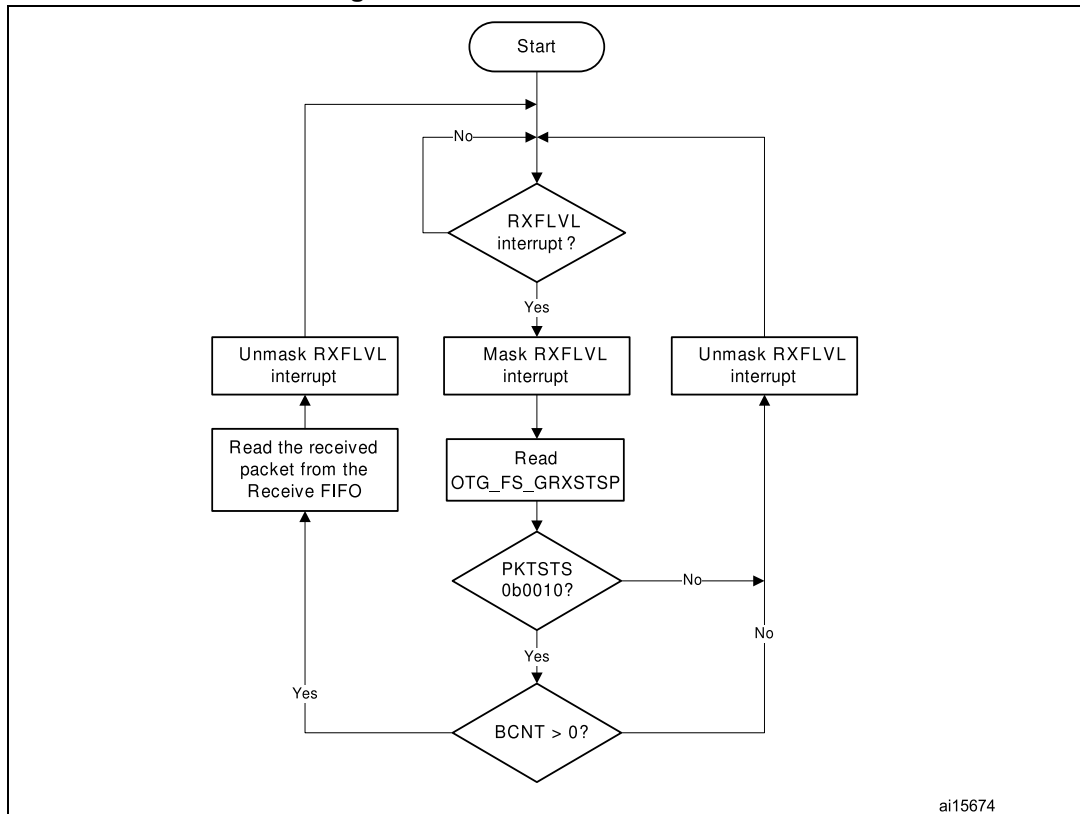 Start
No
RXFLVL
interrupt ?
Yes
Unmask RXFLVL
interrupt
Mask RXFLVL
interrupt
Unmask RXFLVL
interrupt
Read the received
packet from the
Receive FIFO
Read
OTG_FS_GRXSTSP
PKTSTS
0b0010?
No
No
Yes
Yes
BCNT > 0?
ai15674